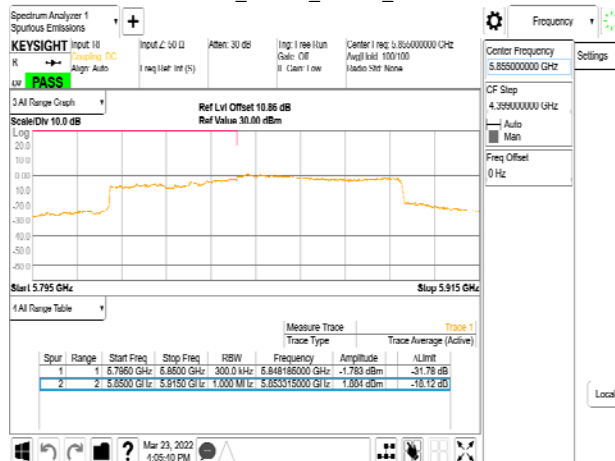 Spectrum Analyzer 1
Spurious Emissions
Frequency
KEYSIGHT Input: RF Input Z: 50 Ω Atten: 30 dB Trig: Free Run Center Freq: 5.855000000 GHz
Coupling: DC Gate: Off Avg|Hold: 100/100
Align: Auto Freq Ref: Int (S) IF Gain: Low Radio Std: None
PASS
Center Frequency
5.855000000 GHz
Settings
CF Step
4.399000000 GHz
Auto
Man
Freq Offset
0 Hz
3 All Range Graph
Ref Lvl Offset 10.86 dB
Scale/Div 10.0 dB Ref Value 30.00 dBm
Log
20.0
10.0
0.00
-10.0
-20.0
-30.0
-40.0
-50.0
-60.0
Start 5.795 GHz Stop 5.915 GHz
4 All Range Table
Measure Trace Trace 1
Trace Type Trace Average (Active)
Spur Range Start Freq Stop Freq RBW Frequency Amplitude ΔLimit
1 1 5.7950 GHz 5.8500 GHz 300.0 kHz 5.848185000 GHz -1.783 dBm -31.78 dB
2 2 5.8500 GHz 5.9150 GHz 1.000 MHz 5.853315000 GHz 1.884 dBm -18.12 dB
Local
Mar 23, 2022
4:05:40 PM